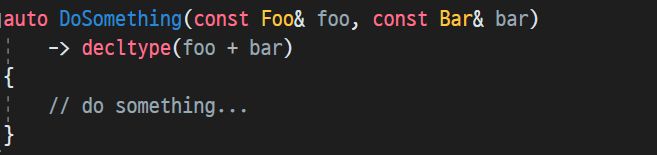 auto DoSomething(const Foo& foo, const Bar& bar)
    -> decltype(foo + bar)
{
    // do something...
}